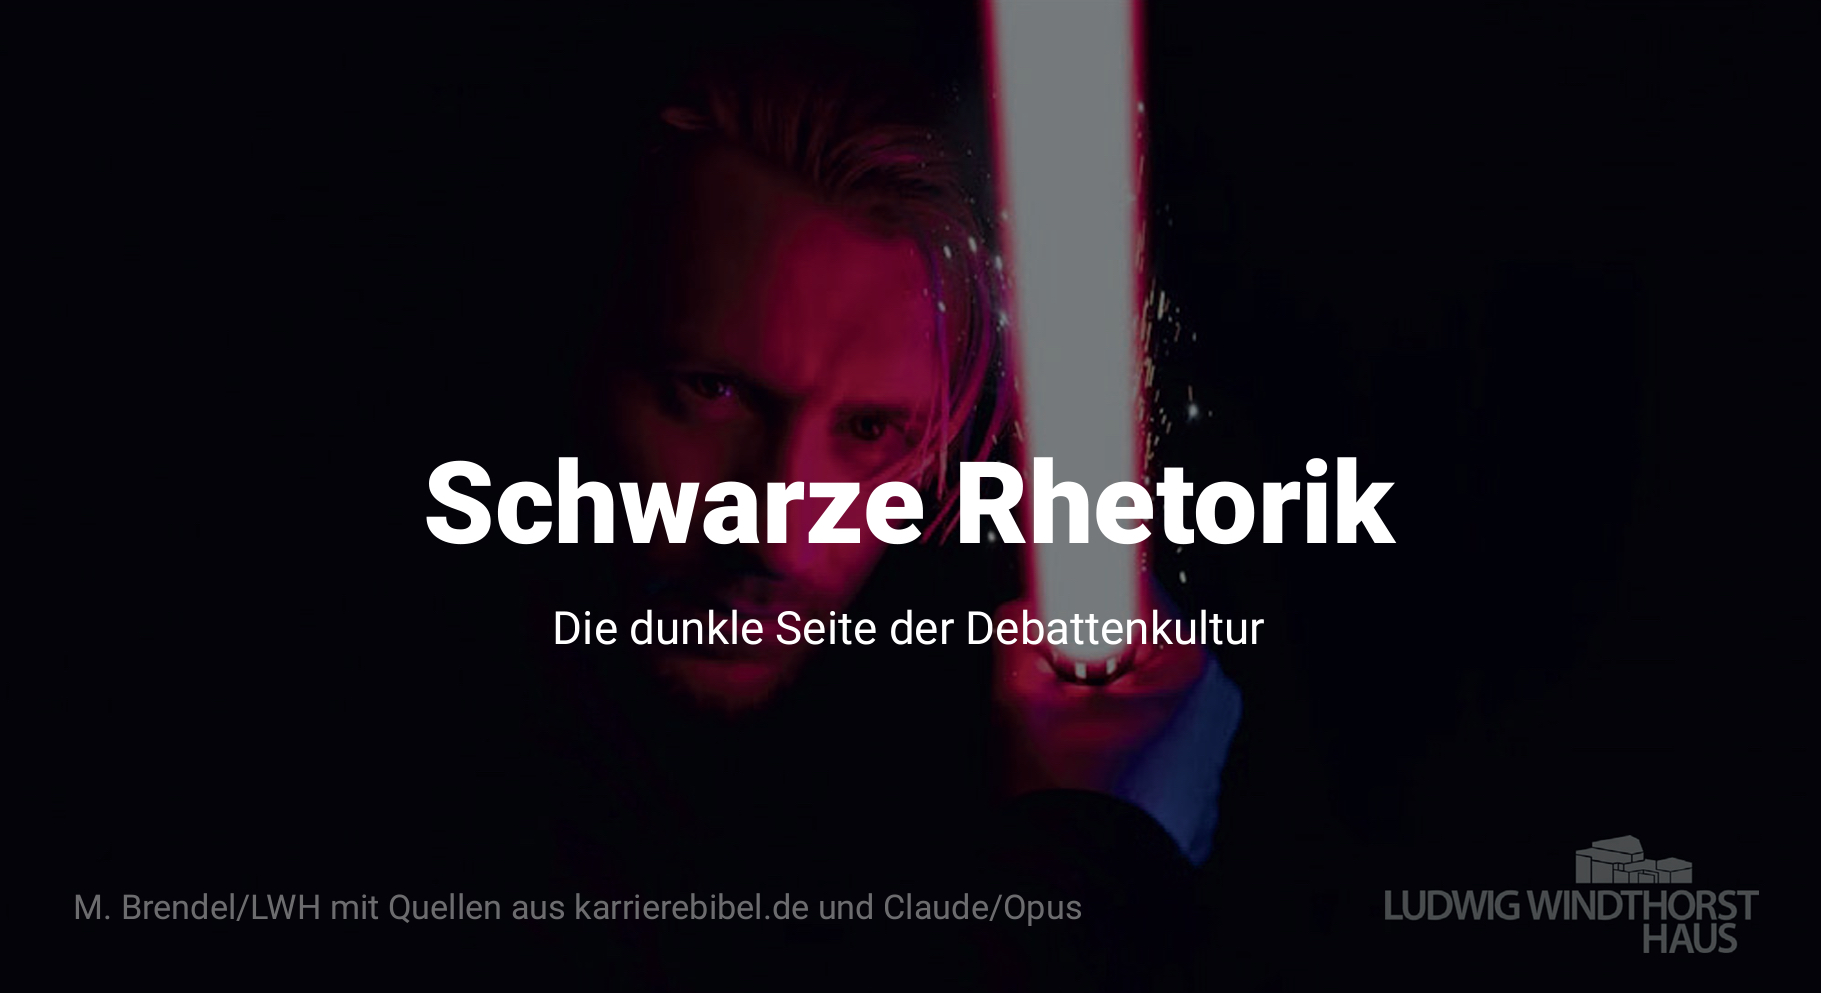 Schwarze Rhetorik
Die dunkle Seite der Debattenkultur
M. Brendel/LWH mit Quellen aus karrierebibel.de und Claude/Opus
LUDWIG WINDTHORST
HAUS